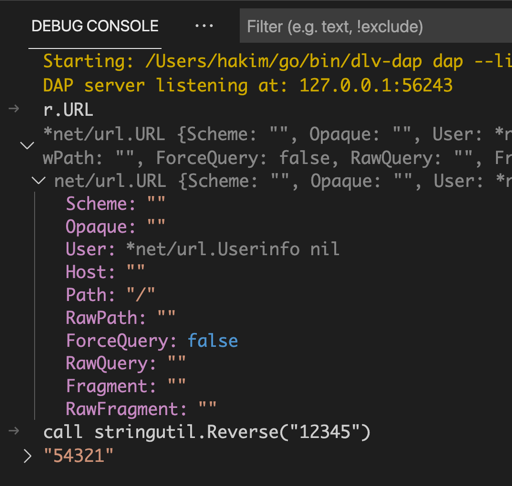 DEBUG CONSOLE ··· Filter (e.g. text, !exclude)
Starting: /Users/hakim/go/bin/dlv-dap dap --li
DAP server listening at: 127.0.0.1:56243
r.URL
*net/url.URL {Scheme: "", Opaque: "", User: *r
wPath: "", ForceQuery: false, RawQuery: "", Fr
net/url.URL {Scheme: "", Opaque: "", User: *r
Scheme: ""
Opaque: ""
User: *net/url.Userinfo nil
Host: ""
Path: "/"
RawPath: ""
ForceQuery: false
RawQuery: ""
Fragment: ""
RawFragment: ""
call stringutil.Reverse("12345")
"54321"